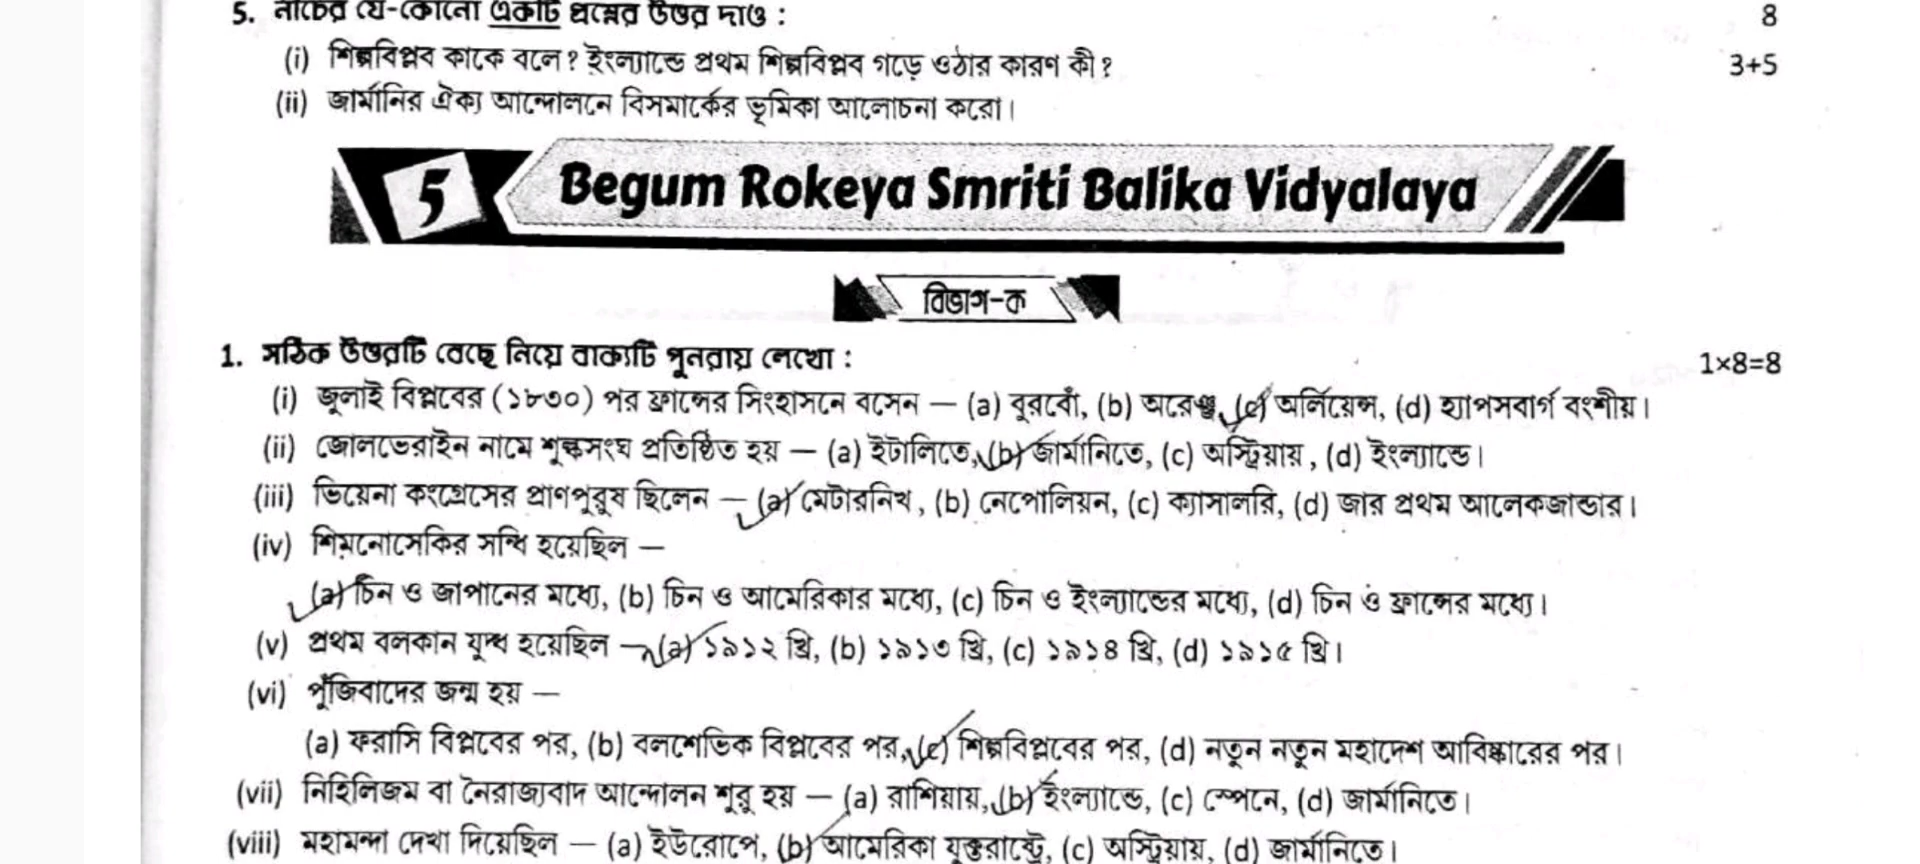 5. নীচের যে-কোনো একটি প্রশ্নের উত্তর দাও : 8
(i) শিল্পবিপ্লব কাকে বলে? ইংল্যান্ডে প্রথম শিল্পবিপ্লব গড়ে ওঠার কারণ কী? 3+5
(ii) জার্মানির ঐক্য আন্দোলনে বিসমার্কের ভূমিকা আলোচনা করো।
5 Begum Rokeya Smriti Balika Vidyalaya
বিভাগ-ক
1. সঠিক উত্তরটি বেছে নিয়ে বাক্যটি পুনরায় লেখো : 1×8=8
(i) জুলাই বিপ্লবের (১৮৩০) পর ফ্রান্সের সিংহাসনে বসেন — (a) বুরবোঁ, (b) অরেঞ্জ, (c) অর্লিয়েন্স, (d) হ্যাপসবার্গ বংশীয়।
(ii) জোলভেরাইন নামে শুল্কসংঘ প্রতিষ্ঠিত হয় — (a) ইটালিতে, (b) জার্মানিতে, (c) অস্ট্রিয়ায়, (d) ইংল্যান্ডে।
(iii) ভিয়েনা কংগ্রেসের প্রাণপুরুষ ছিলেন — (a) মেটারনিখ, (b) নেপোলিয়ন, (c) ক্যাসালরি, (d) জার প্রথম আলেকজান্ডার।
(iv) শিমনোসেকির সন্ধি হয়েছিল —
(a) চিন ও জাপানের মধ্যে, (b) চিন ও আমেরিকার মধ্যে, (c) চিন ও ইংল্যান্ডের মধ্যে, (d) চিন ও ফ্রান্সের মধ্যে।
(v) প্রথম বলকান যুদ্ধ হয়েছিল — (a) ১৯১২ খ্রি, (b) ১৯১৩ খ্রি, (c) ১৯১৪ খ্রি, (d) ১৯১৫ খ্রি।
(vi) পুঁজিবাদের জন্ম হয় —
(a) ফরাসি বিপ্লবের পর, (b) বলশেভিক বিপ্লবের পর, (c) শিল্পবিপ্লবের পর, (d) নতুন নতুন মহাদেশ আবিষ্কারের পর।
(vii) নিহিলিজম বা নৈরাজ্যবাদ আন্দোলন শুরু হয় — (a) রাশিয়ায়, (b) ইংল্যান্ডে, (c) স্পেনে, (d) জার্মানিতে।
(viii) মহামন্দা দেখা দিয়েছিল — (a) ইউরোপে, (b) আমেরিকা যুক্তরাষ্ট্রে, (c) অস্ট্রিয়ায়, (d) জার্মানিতে।